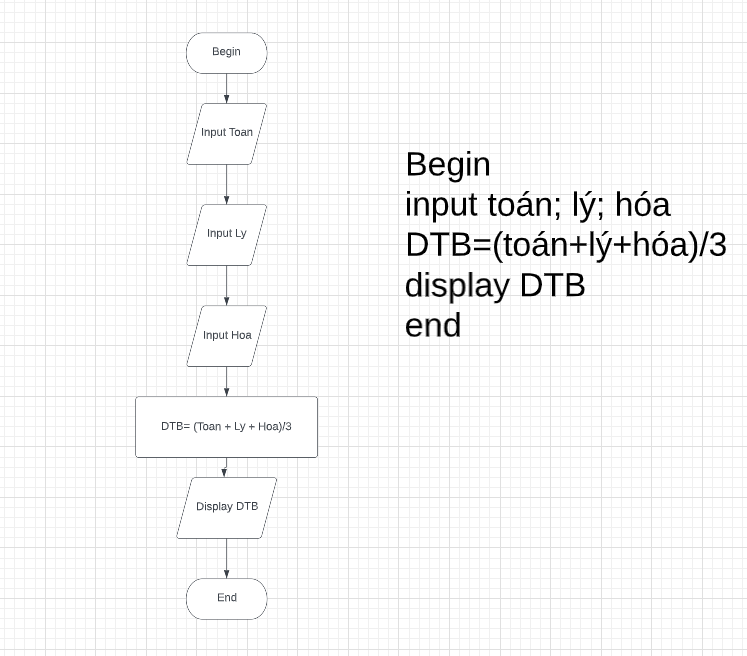 Begin
Input Toan
Input Ly
Input Hoa
DTB= (Toan + Ly + Hoa)/3
Display DTB
End
Begin
input toán; lý; hóa
DTB=(toán+lý+hóa)/3
display DTB
end